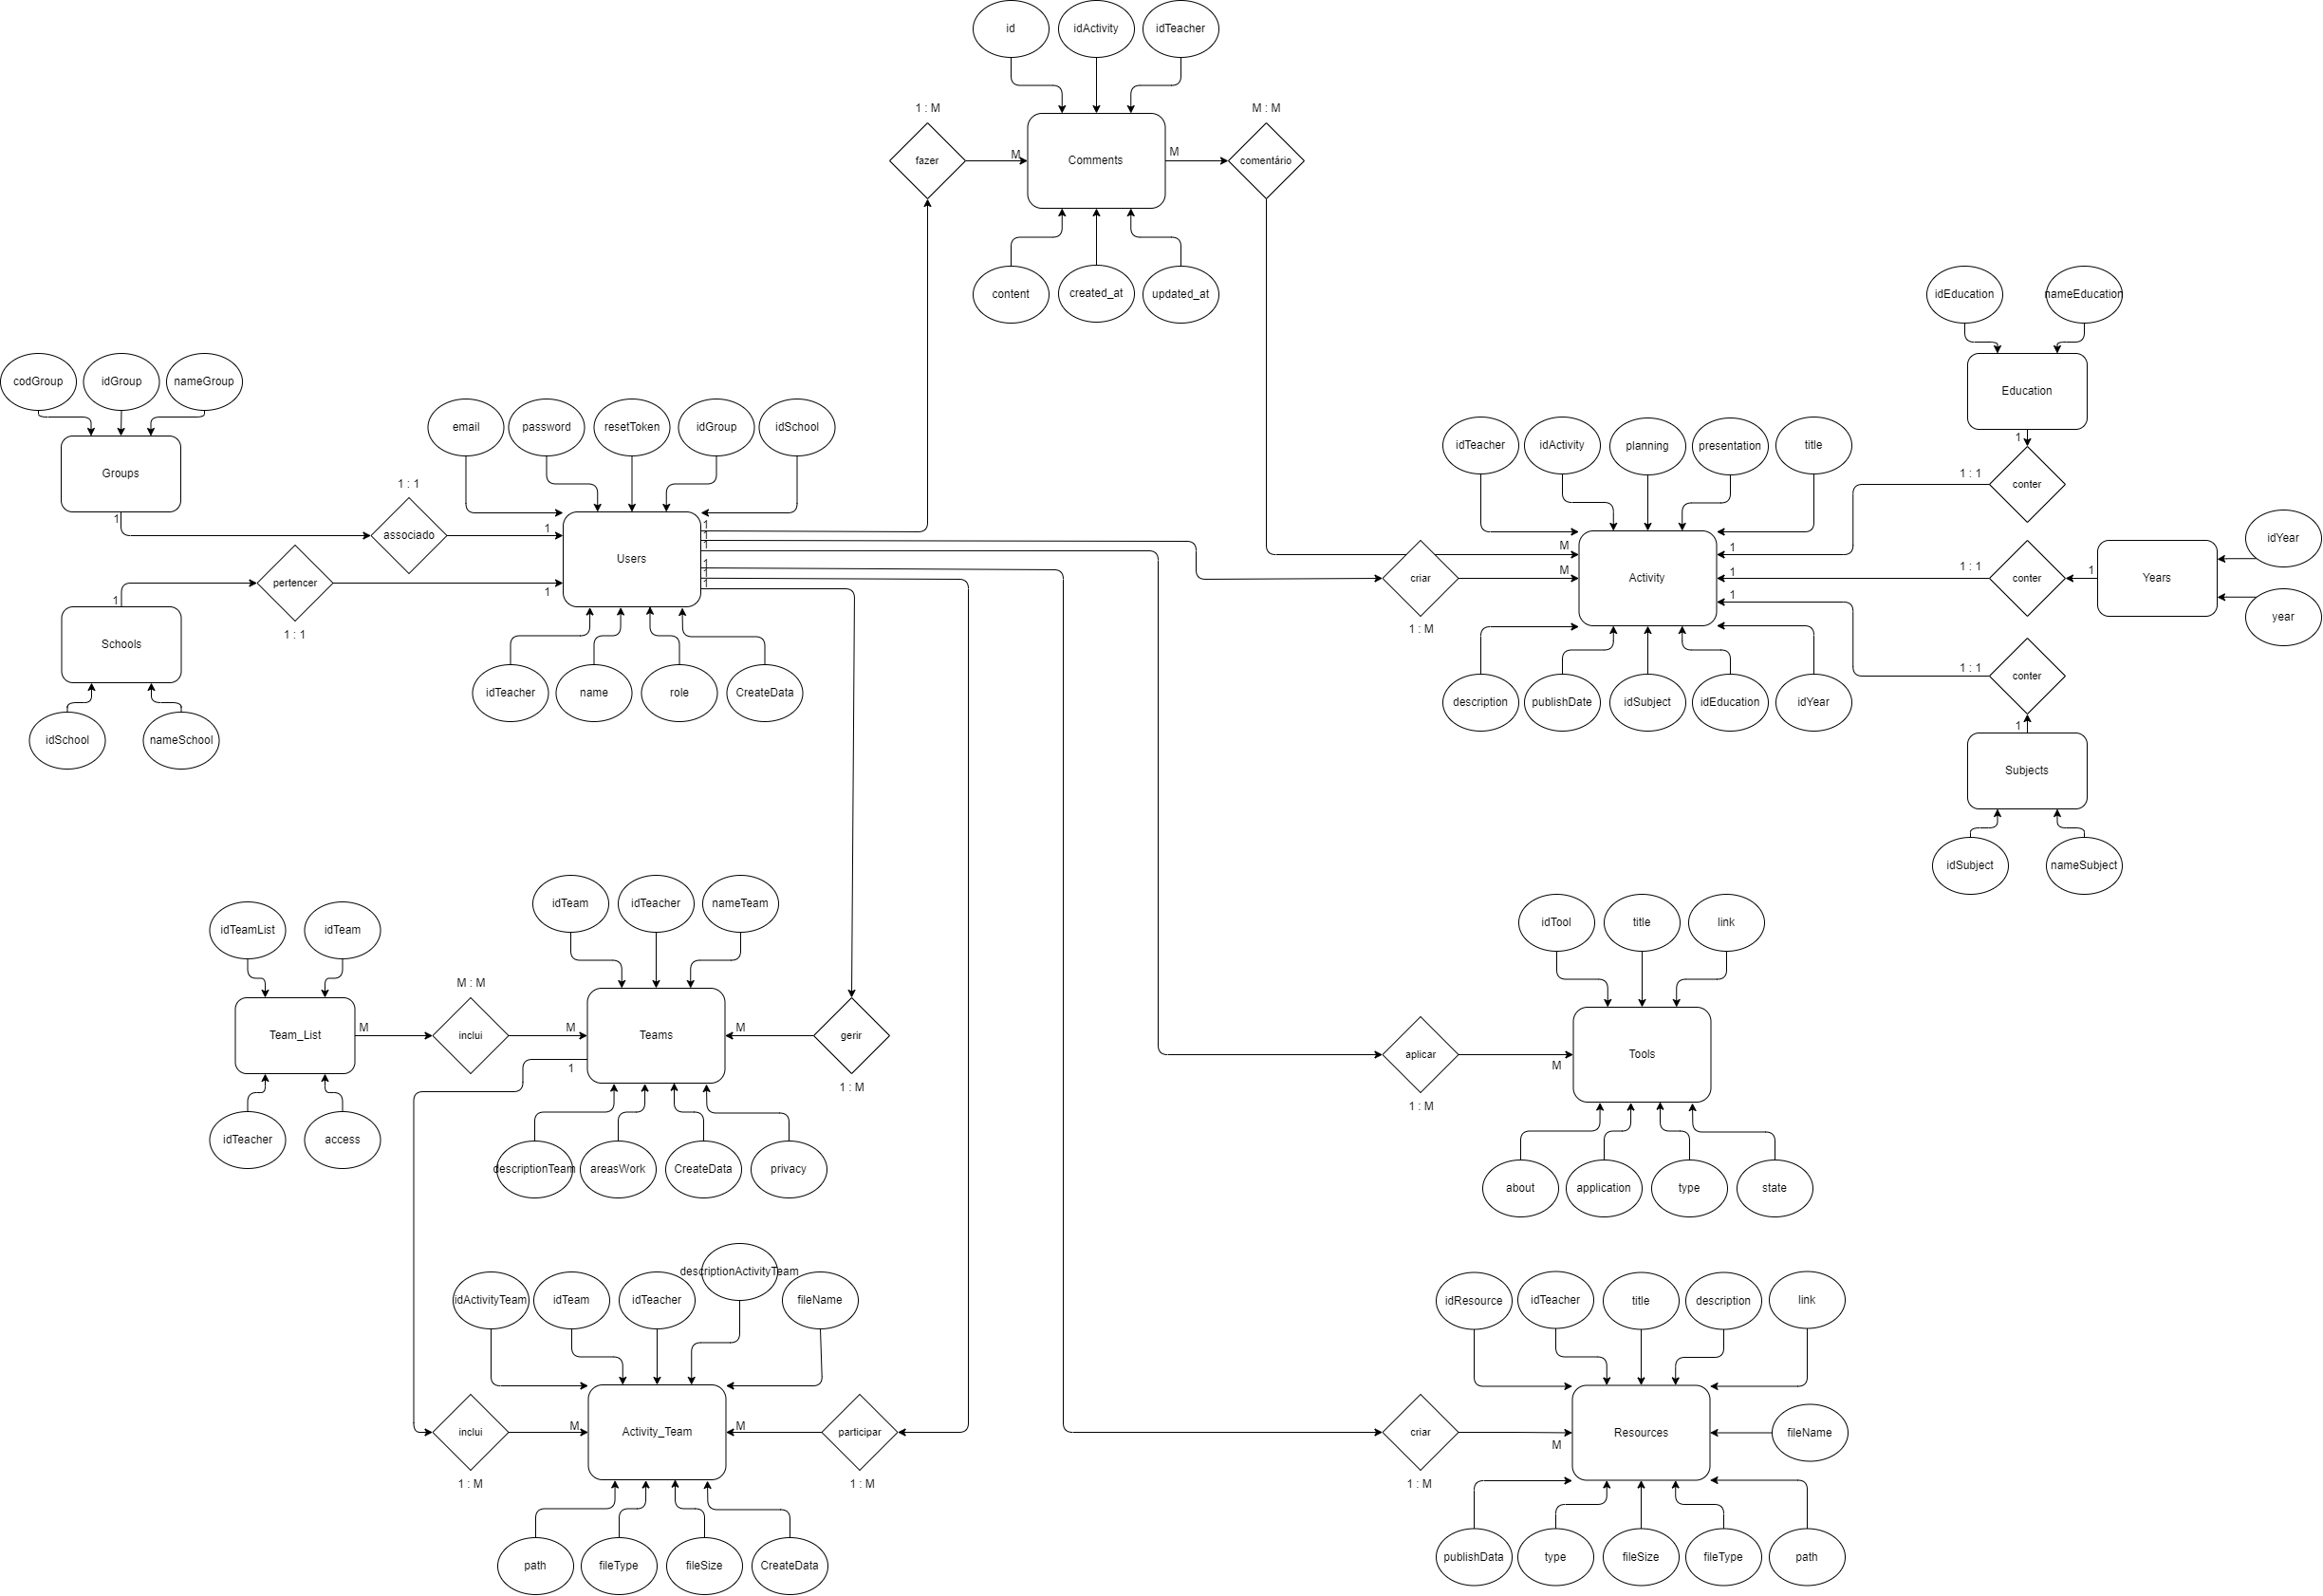 id
idActivity
idTeacher
1 : M
M : M
fazer
M
Comments
M
comentário
content
created_at
updated_at
idEducation
nameEducation
codGroup
idGroup
nameGroup
Education
email
password
resetToken
idGroup
idSchool
idTeacher
idActivity
planning
presentation
title
1
Groups
1 : 1
1 : 1
conter
1
associado
1
1
1
1
M
1
idYear
Users
pertencer
1
1
1
1
1
criar
M
Activity
1
1 : 1
conter
1
Years
1
year
Schools
1 : 1
1 : M
1 : 1
conter
idTeacher
name
role
CreateData
description
publishDate
idSubject
idEducation
idYear
1
idSchool
nameSchool
Subjects
idSubject
nameSubject
idTeam
idTeacher
nameTeam
idTeamList
idTeam
idTool
title
link
M : M
Team_List
M
inclui
M
Teams
M
gerir
1
1 : M
aplicar
M
Tools
1 : M
idTeacher
access
descriptionTeam
areasWork
CreateData
privacy
about
application
type
state
descriptionActivityTeam
idActivityTeam
idTeam
idTeacher
fileName
idResource
idTeacher
title
description
link
inclui
M
Activity_Team
M
participar
criar
M
Resources
fileName
1 : M
1 : M
1 : M
path
fileType
fileSize
CreateData
publishData
type
fileSize
fileType
path